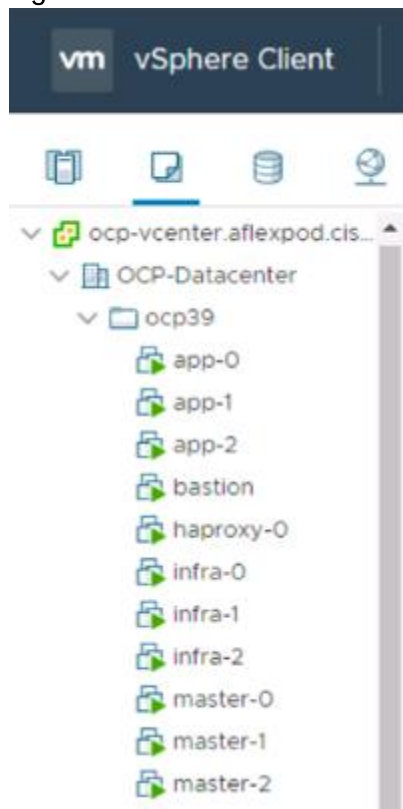 vm vSphere Client
ocp-vcenter.aflexpod.cis...
OCP-Datacenter
ocp39
app-0
app-1
app-2
bastion
haproxy-0
infra-0
infra-1
infra-2
master-0
master-1
master-2